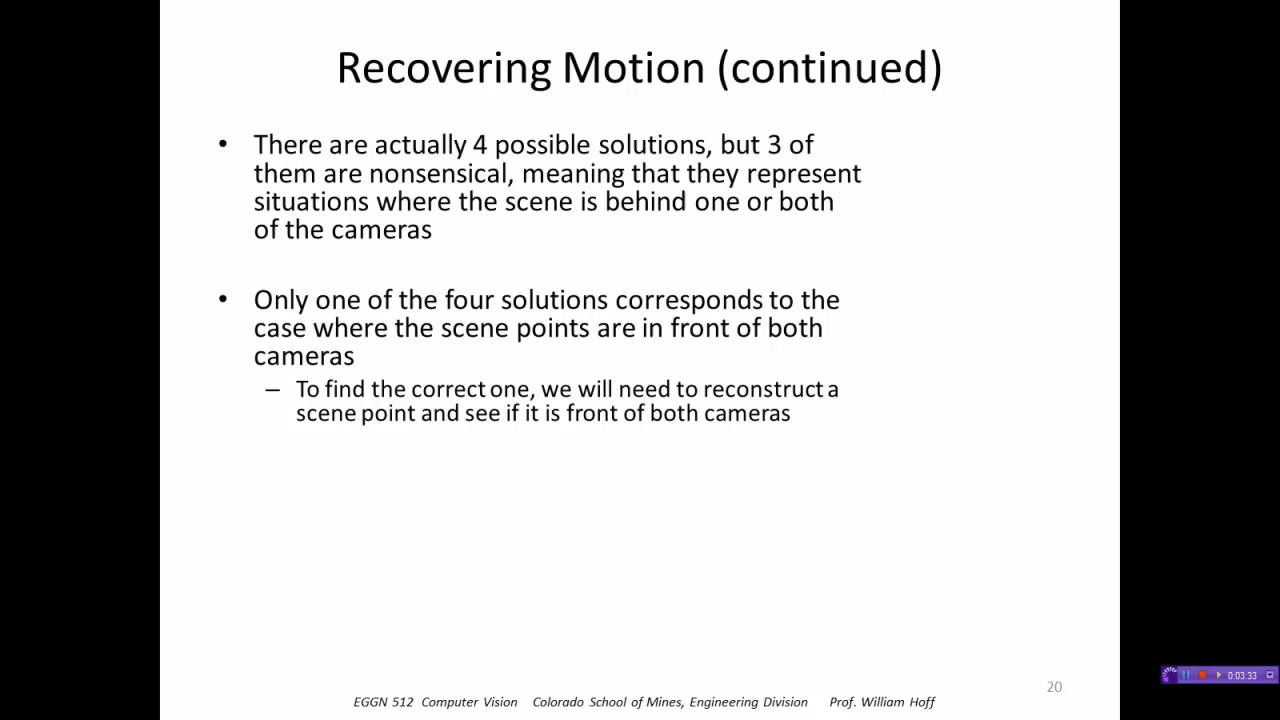 Recovering Motion (continued)
• There are actually 4 possible solutions, but 3 of
them are nonsensical, meaning that they represent
situations where the scene is behind one or both
of the cameras
• Only one of the four solutions corresponds to the
case where the scene points are in front of both
cameras
– To find the correct one, we will need to reconstruct a
scene point and see if it is front of both cameras
20
0:03:33
EGGN 512 Computer Vision Colorado School of Mines, Engineering Division Prof. William Hoff